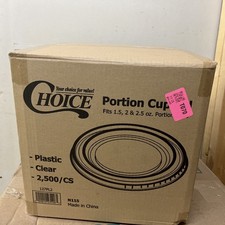 Your choice for value!
CHOICE
Portion Cup
Fits 1.5, 2 & 2.5 oz. Portion
- Plastic
- Clear
- 2,500/CS
Made in China